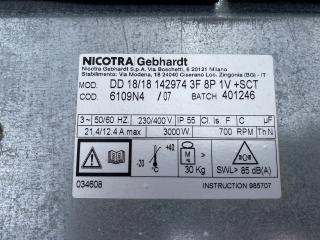 NICOTRA Gebhardt
Nicotra Gebhardt S.p.A. Via Boschetti, 6 20131 Milano
Stabilimento: Via Modena, 18 24040 Ciserano Loc. Zingonia (BG) - IT
MOD. DD 18/18 142974 3F 8P 1V +SCT
COD. 6109N4 / 07 BATCH 401246
3 ~ 50/60 HZ 230/400 V IP 55 Cl. Is. F C µF
21,4/12.4 A max 3000 W 700 RPM Th N
-20 °C +40 30 Kg SWL> 85 dB(A)
034608 INSTRUCTION 985707